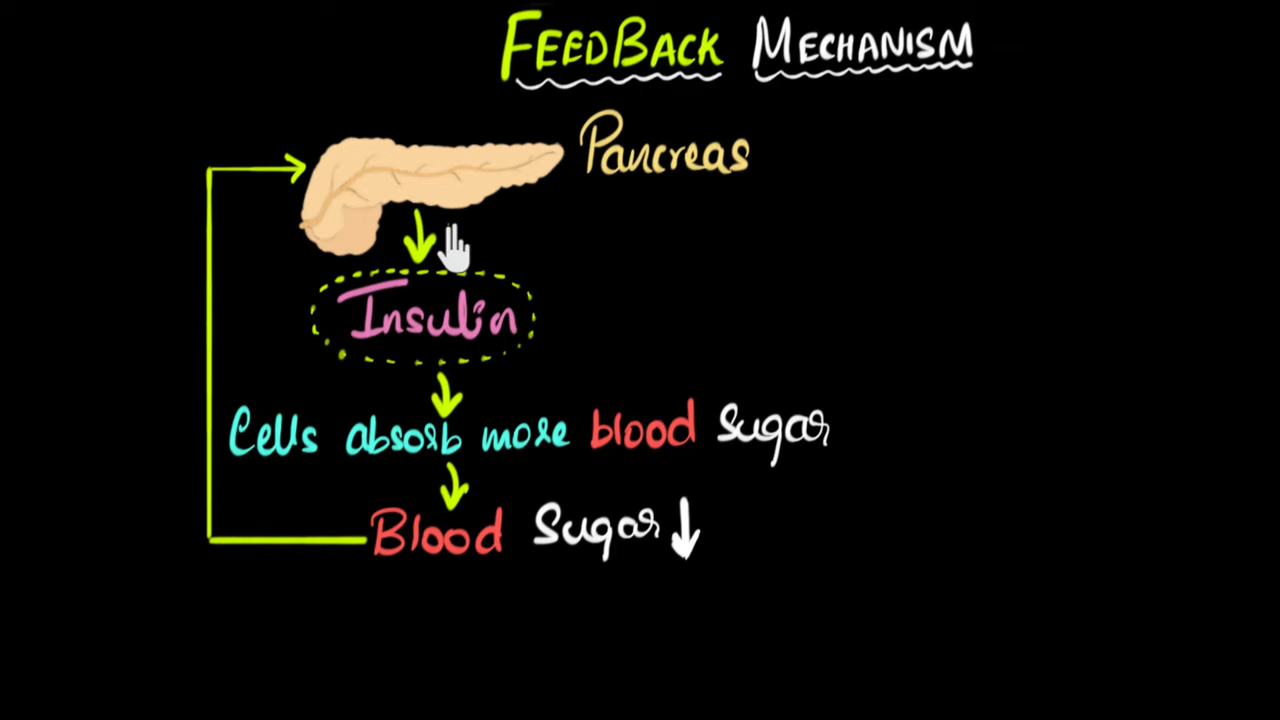 FEEDBACK MECHANISM
Pancreas
Insulin
Cells absorb more blood sugar
Blood Sugar ↓